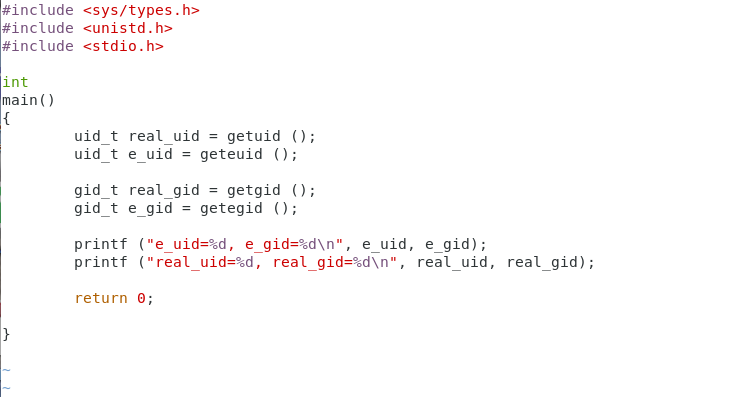 #include <sys/types.h>
#include <unistd.h>
#include <stdio.h>

int
main()
{
        uid_t real_uid = getuid ();
        uid_t e_uid = geteuid ();

        gid_t real_gid = getgid ();
        gid_t e_gid = getegid ();

        printf ("e_uid=%d, e_gid=%d\n", e_uid, e_gid);
        printf ("real_uid=%d, real_gid=%d\n", real_uid, real_gid);

        return 0;

}

~
~